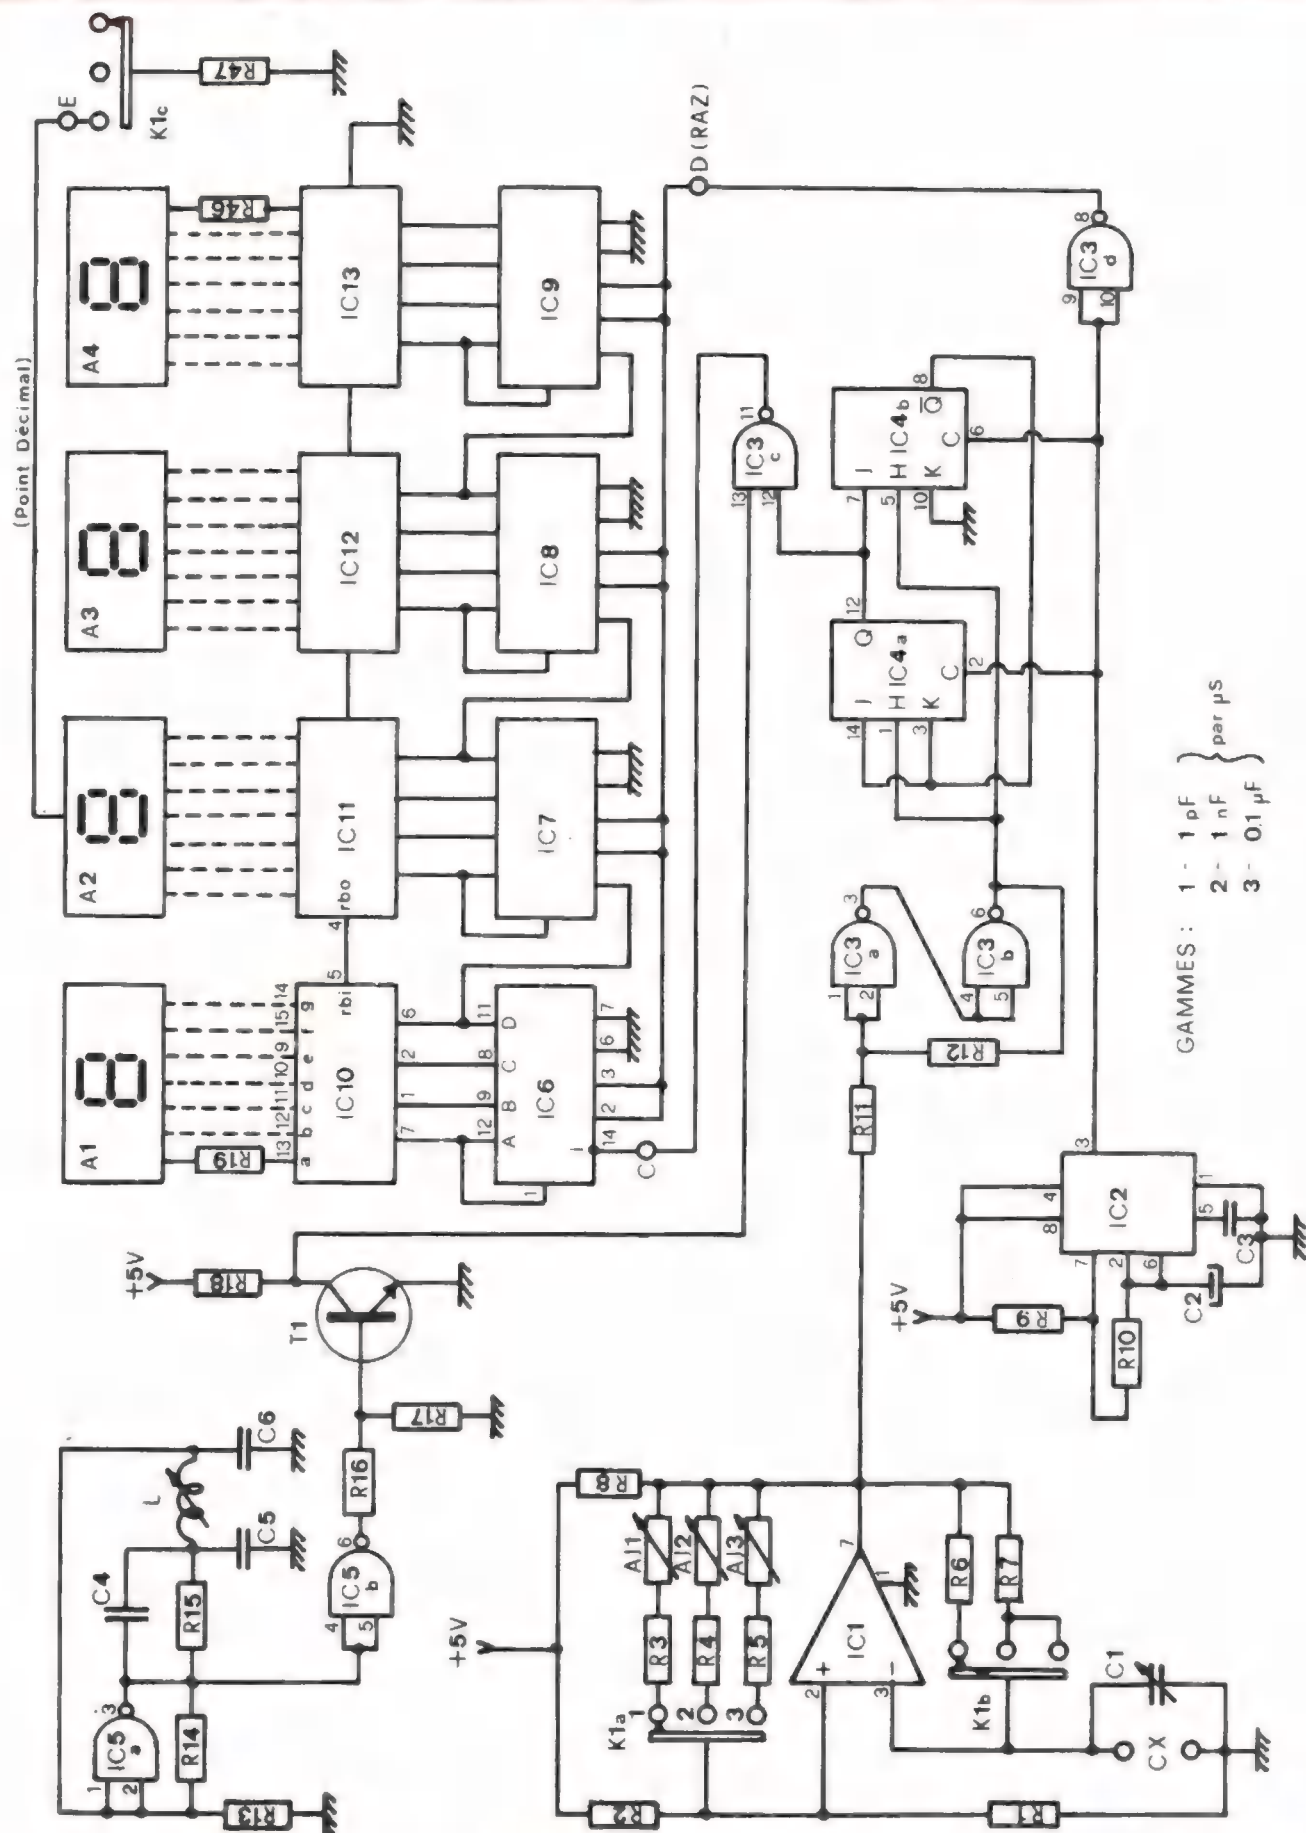 (Point Décimal)
E
K1c
R47
A1
A2
A3
A4
R19
R46
13 12 11 10 9 15 14
a b c d e f g
IC10
rbi
5
4
rbo
IC11
IC12
IC13
7 1 2 6
12 9 8 11
A B C D
1
IC6
IC7
IC8
IC9
14 2 3 6 7
C
D (RAZ)
+5V
R18
T1
L
C4
C5
C6
R15
R16
R17
1
2
IC5
a
3
R14
R13
4
5
IC5
b
6
13
12
IC3
c
11
14
1
3
J
H
K
Q
C
IC4a
12
2
7
5
10
J
H
K
Q̅
C
IC4b
8
6
9
10
IC3
d
8
1
2
IC3
a
3
4
5
IC3
b
6
R11
R12
+5V
R8
R2
AJ1
AJ2
AJ3
R3
R4
R5
K1a
1
2
3
2
+
3
-
IC1
7
1
R6
R7
K1b
C1
CX
R1
+5V
R9
R10
8
4
7
2
6
IC2
3
5
1
C2
C3
GAMMES :
1 - 1 pF
2 - 1 nF
3 - 0.1 µF
} par µS